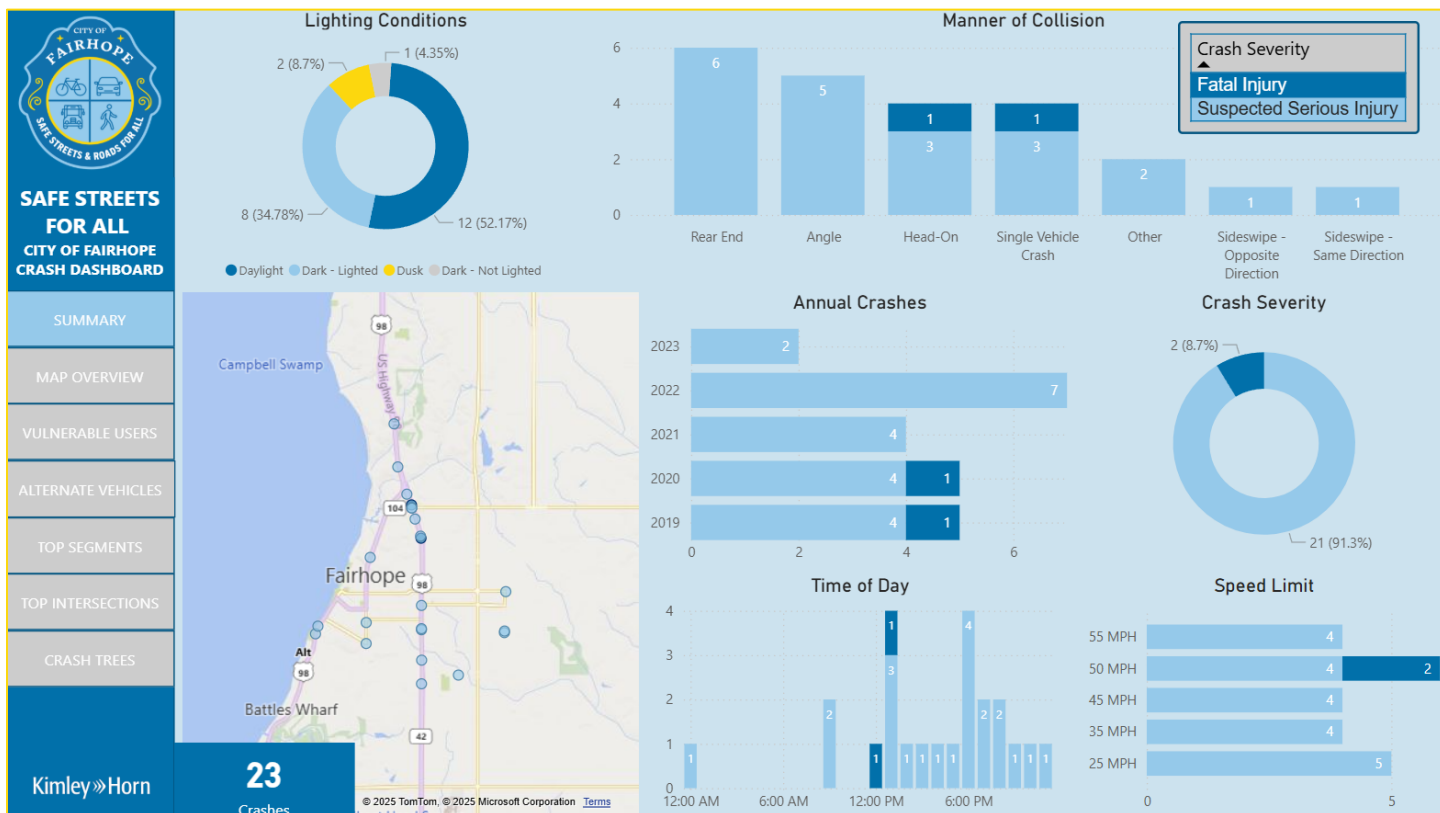 CITY OF
FAIRHOPE
SAFE STREETS & ROADS FOR ALL
SAFE STREETS
FOR ALL
CITY OF FAIRHOPE
CRASH DASHBOARD
SUMMARY
MAP OVERVIEW
VULNERABLE USERS
ALTERNATE VEHICLES
TOP SEGMENTS
TOP INTERSECTIONS
CRASH TREES
Kimley»Horn
Lighting Conditions
1 (4.35%)
2 (8.7%)
8 (34.78%)
12 (52.17%)
Daylight Dark - Lighted Dusk Dark - Not Lighted
Manner of Collision
6
4
2
0
6
5
1
3
1
3
2
1
1
Rear End
Angle
Head-On
Single Vehicle
Crash
Other
Sideswipe -
Opposite
Direction
Sideswipe -
Same Direction
Crash Severity
Fatal Injury
Suspected Serious Injury
98
US Highway
Campbell Swamp
104
Fairhope
98
Alt
98
Battles Wharf
42
23
Crashes
© 2025 TomTom, © 2025 Microsoft Corporation Terms
Annual Crashes
2023 2
2022 7
2021 4
2020 4 1
2019 4 1
0 2 4 6
Crash Severity
2 (8.7%)
21 (91.3%)
Time of Day
4
3
2
1
0
1
2
1
1
3
1
1
1
1
4
2
2
1
1
1
12:00 AM 6:00 AM 12:00 PM 6:00 PM
Speed Limit
55 MPH 4
50 MPH 4 2
45 MPH 4
35 MPH 4
25 MPH 5
0 5